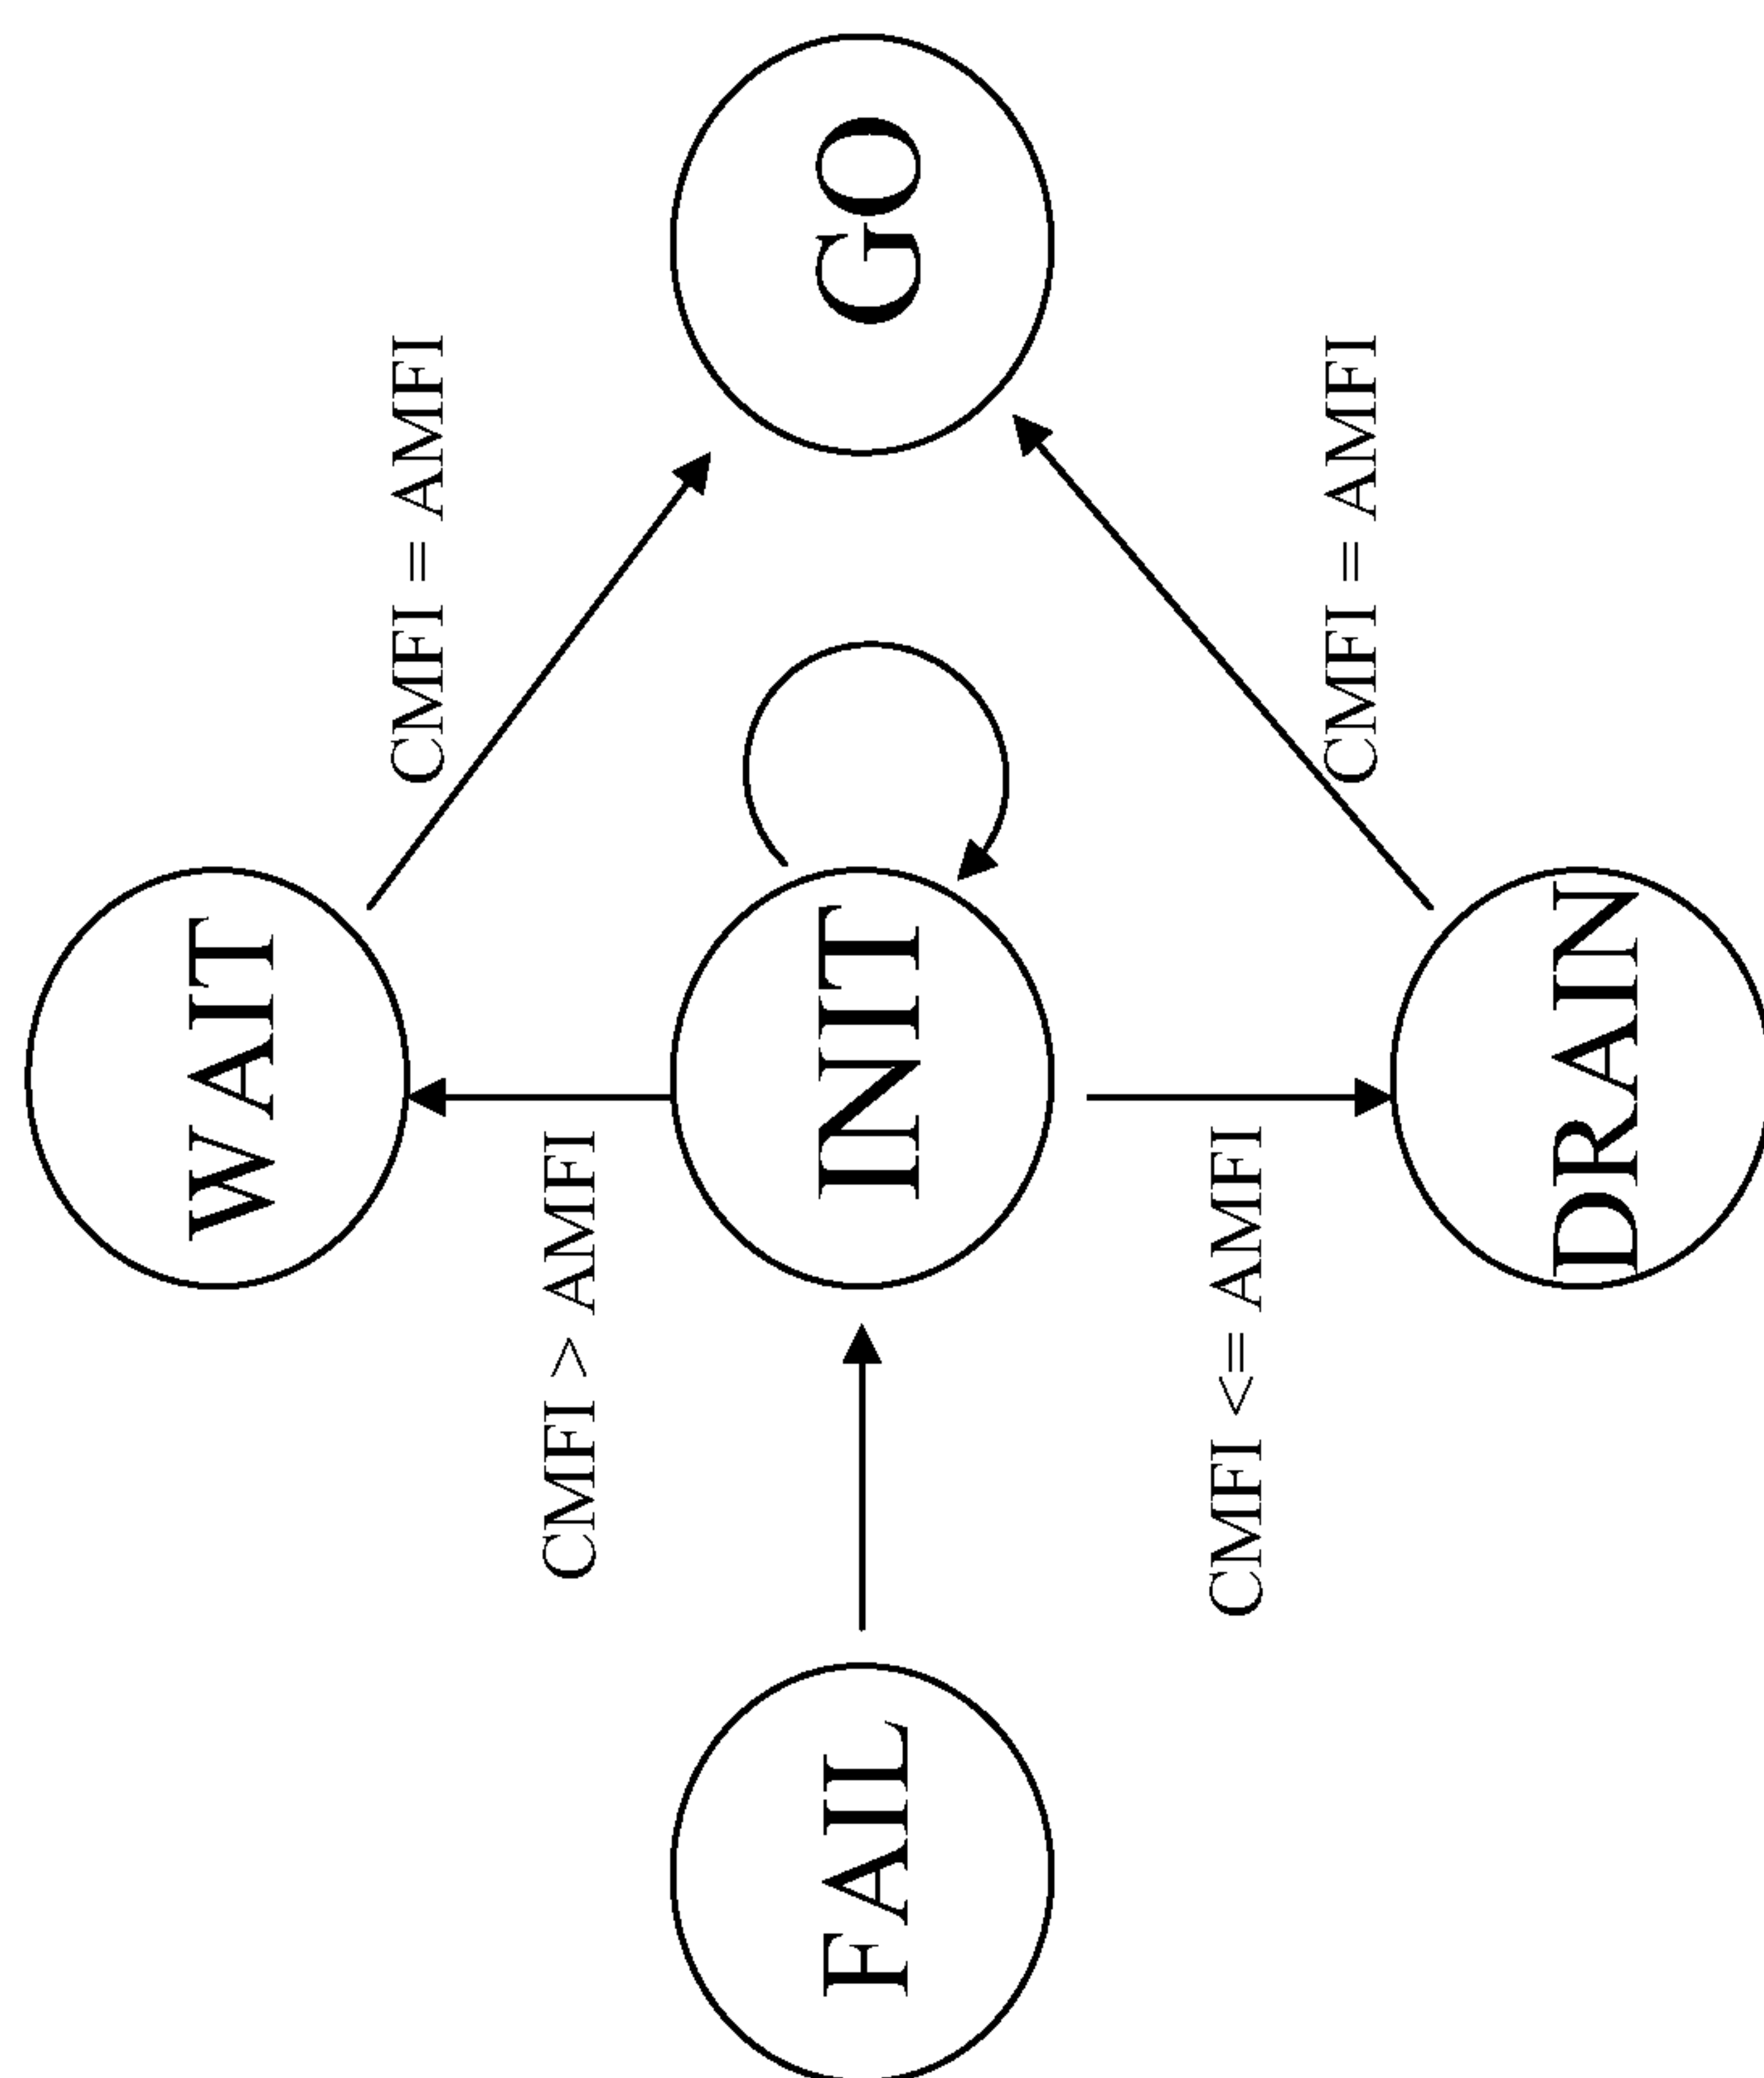 WAIT
CMFI = AMFI
CMFI > AMFI
FAIL
INIT
GO
CMFI <= AMFI
CMFI = AMFI
DRAIN